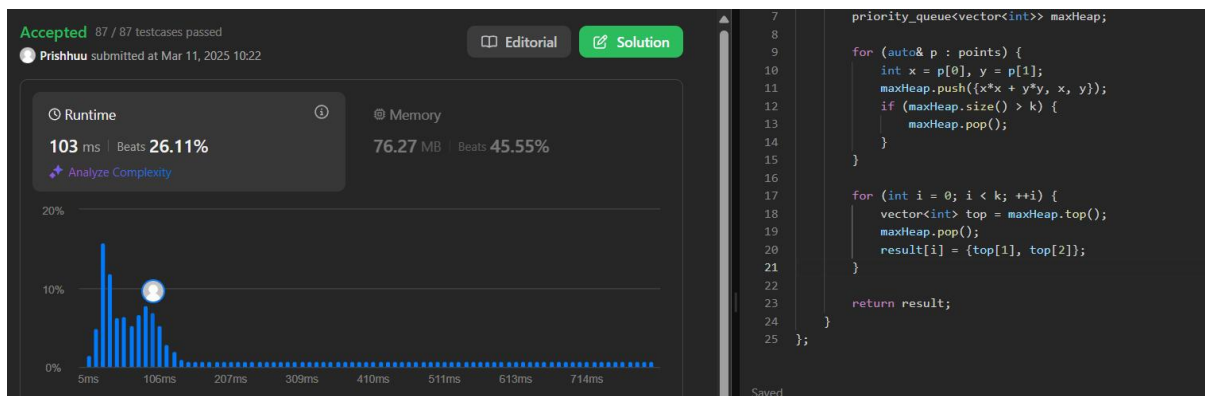 Accepted 87 / 87 testcases passed
Prishhuu submitted at Mar 11, 2025 10:22
Editorial
Solution
Runtime
103 ms | Beats 26.11%
Analyze Complexity
Memory
76.27 MB | Beats 45.55%
20%
10%
0%
5ms 106ms 207ms 309ms 410ms 511ms 613ms 714ms
7 priority_queue<vector<int>> maxHeap;
8
9 for (auto& p : points) {
10 int x = p[0], y = p[1];
11 maxHeap.push({x*x + y*y, x, y});
12 if (maxHeap.size() > k) {
13 maxHeap.pop();
14 }
15 }
16
17 for (int i = 0; i < k; ++i) {
18 vector<int> top = maxHeap.top();
19 maxHeap.pop();
20 result[i] = {top[1], top[2]};
21 }
22
23 return result;
24 }
25 };
Saved